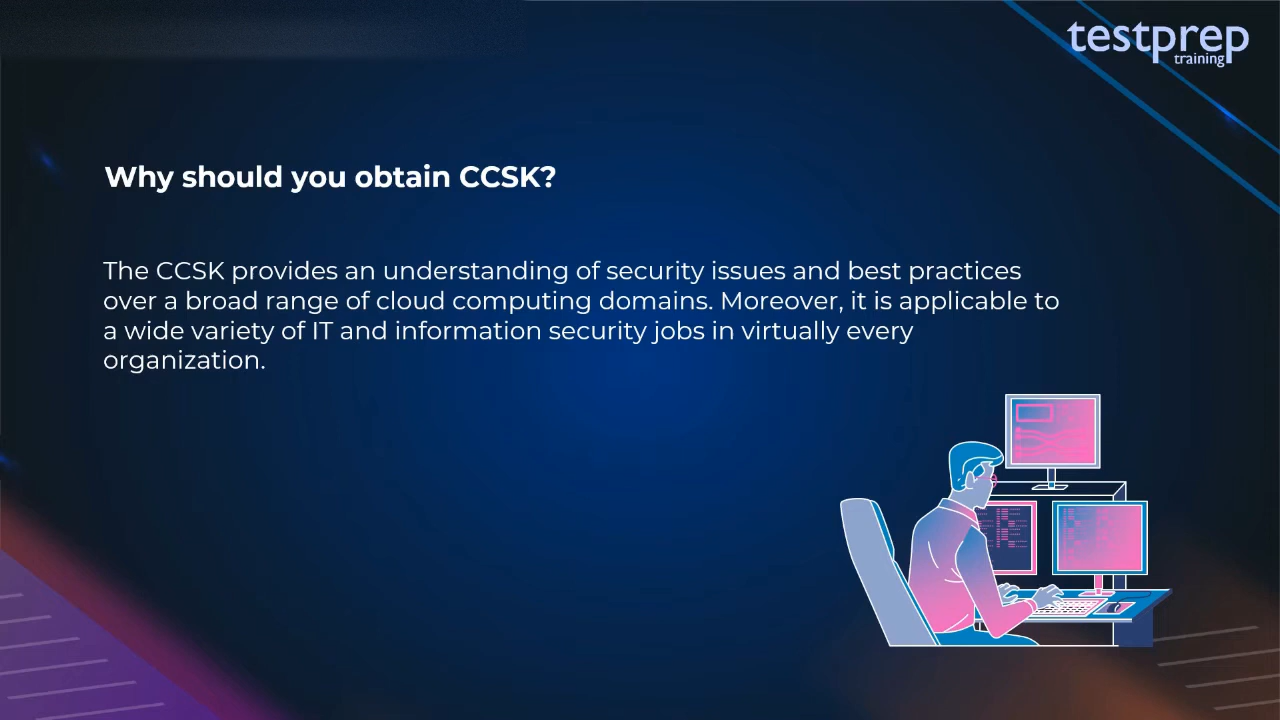 testprep
training
Why should you obtain CCSK?
The CCSK provides an understanding of security issues and best practices
over a broad range of cloud computing domains. Moreover, it is applicable to
a wide variety of IT and information security jobs in virtually every
organization.